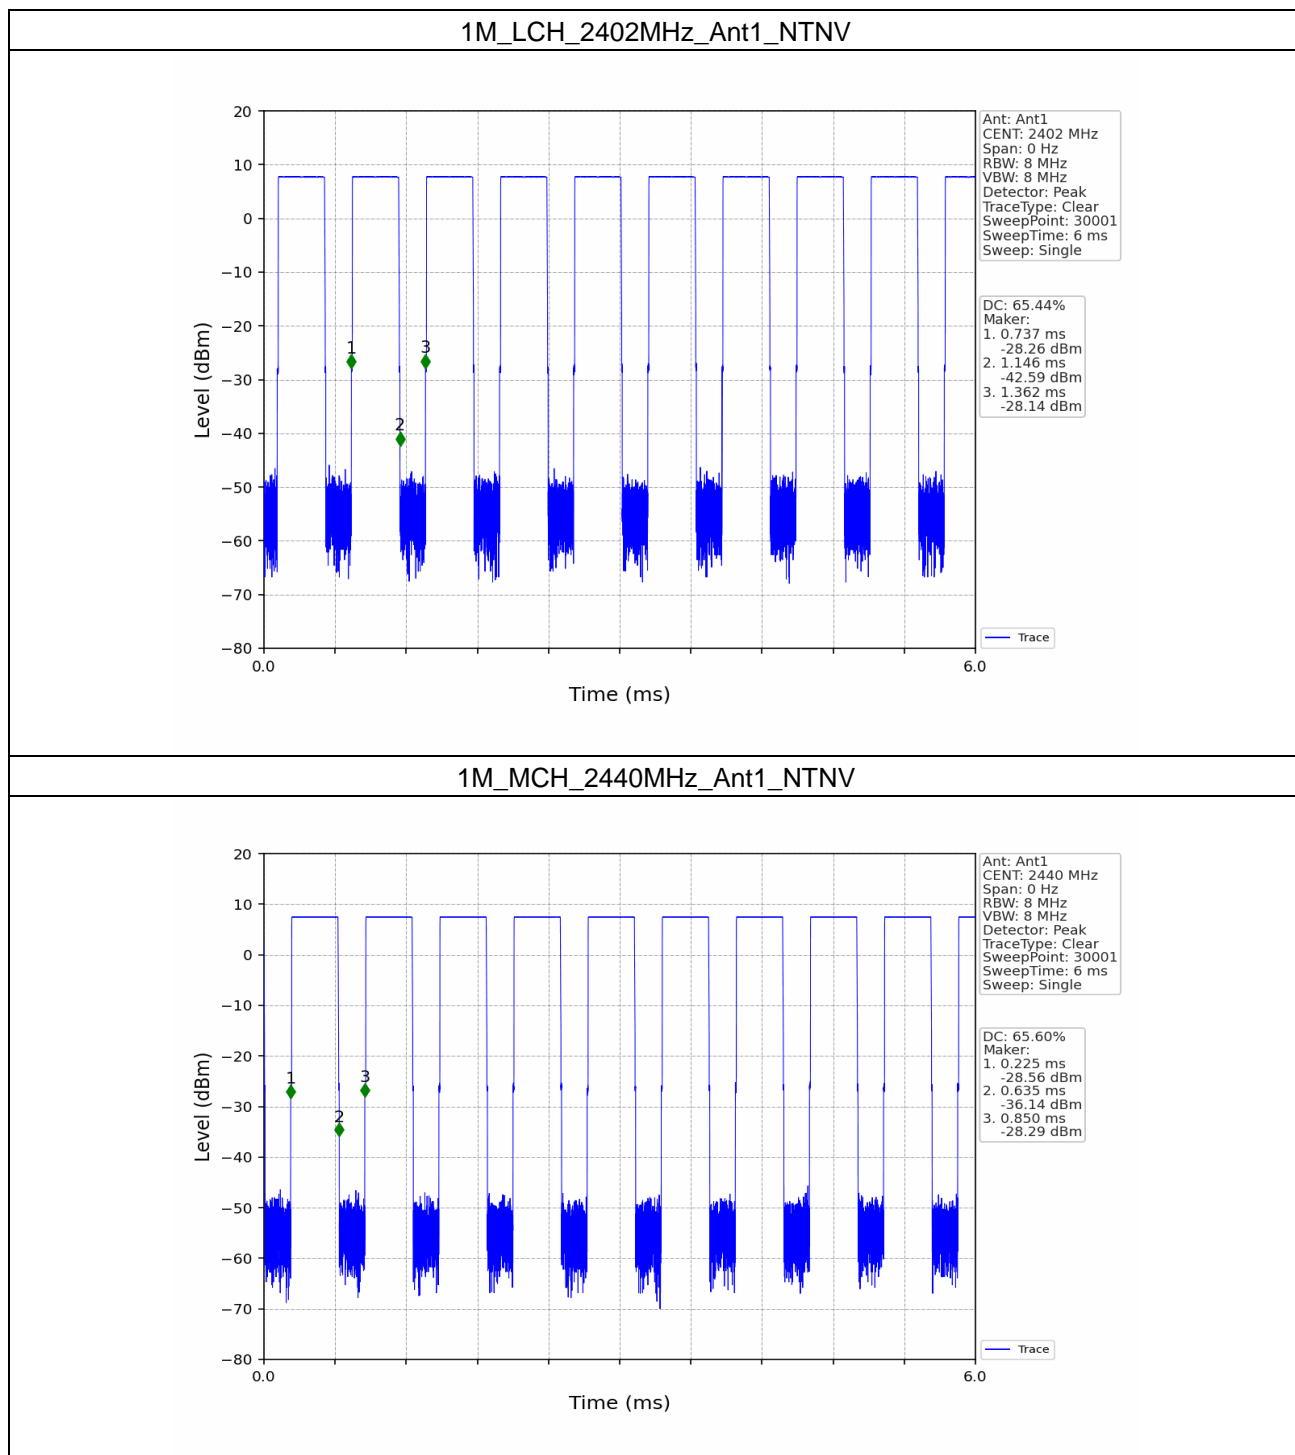 1M_LCH_2402MHz_Ant1_NTNV
20
10
0
−10
−20
−30
−40
−50
−60
−70
−80
Level (dBm)
0.0
6.0
Time (ms)
1
2
3
Ant: Ant1
CENT: 2402 MHz
Span: 0 Hz
RBW: 8 MHz
VBW: 8 MHz
Detector: Peak
TraceType: Clear
SweepPoint: 30001
SweepTime: 6 ms
Sweep: Single
DC: 65.44%
Maker:
1. 0.737 ms
-28.26 dBm
2. 1.146 ms
-42.59 dBm
3. 1.362 ms
-28.14 dBm
Trace
1M_MCH_2440MHz_Ant1_NTNV
20
10
0
−10
−20
−30
−40
−50
−60
−70
−80
Level (dBm)
0.0
6.0
Time (ms)
1
2
3
Ant: Ant1
CENT: 2440 MHz
Span: 0 Hz
RBW: 8 MHz
VBW: 8 MHz
Detector: Peak
TraceType: Clear
SweepPoint: 30001
SweepTime: 6 ms
Sweep: Single
DC: 65.60%
Maker:
1. 0.225 ms
-28.56 dBm
2. 0.635 ms
-36.14 dBm
3. 0.850 ms
-28.29 dBm
Trace